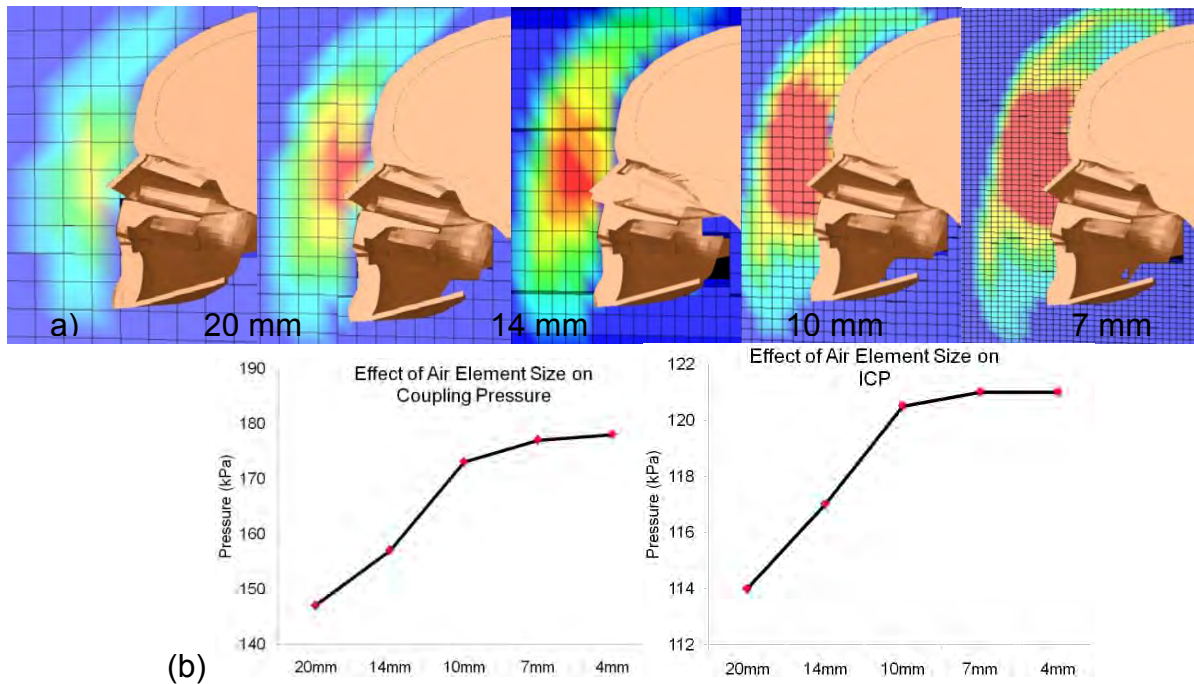 a)
20 mm
14 mm
10 mm
7 mm
Effect of Air Element Size on
Coupling Pressure
190
180
170
160
150
140
Pressure (kPa)
20mm
14mm
10mm
7mm
4mm
Effect of Air Element Size on
ICP
122
120
118
116
114
112
Pressure (kPa)
20mm
14mm
10mm
7mm
4mm
(b)